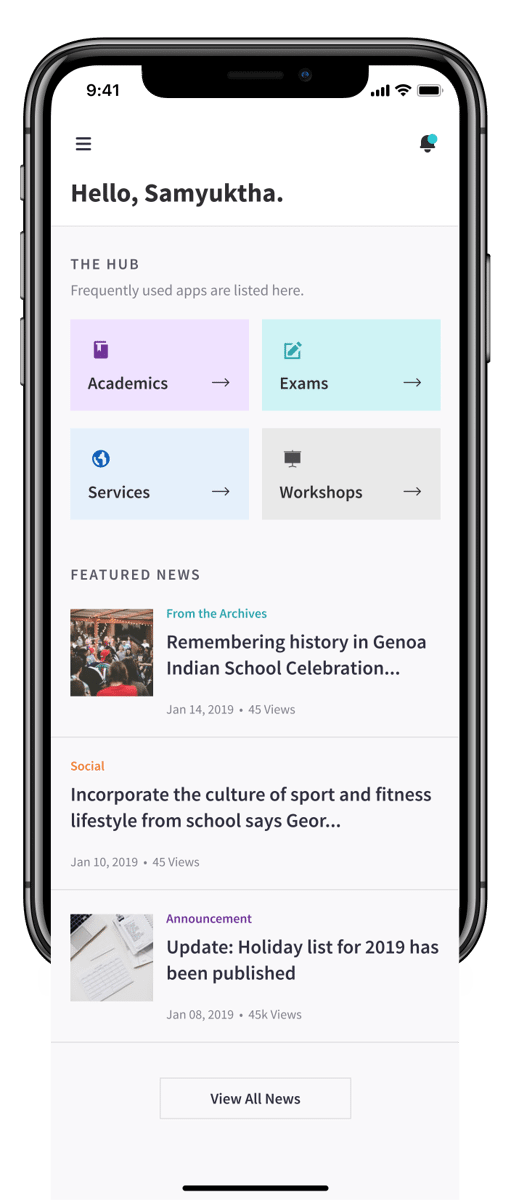 9:41
Hello, Samyuktha.
THE HUB
Frequently used apps are listed here.
Academics
Exams
Services
Workshops
FEATURED NEWS
From the Archives
Remembering history in Genoa
Indian School Celebration...
Jan 14, 2019 • 45 Views
Social
Incorporate the culture of sport and fitness
lifestyle from school says Geor...
Jan 10, 2019 • 45 Views
Announcement
Update: Holiday list for 2019 has
been published
Jan 08, 2019 • 45k Views
View All News